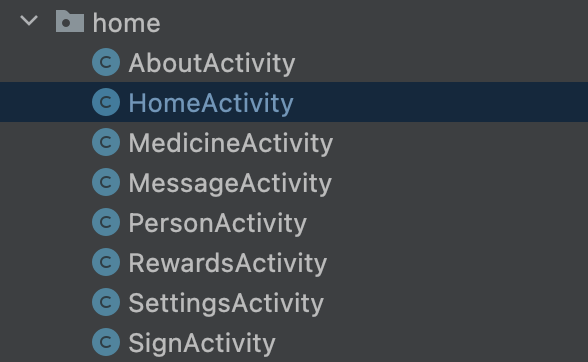 home
C AboutActivity
C HomeActivity
C MedicineActivity
C MessageActivity
C PersonActivity
C RewardsActivity
C SettingsActivity
C SignActivity